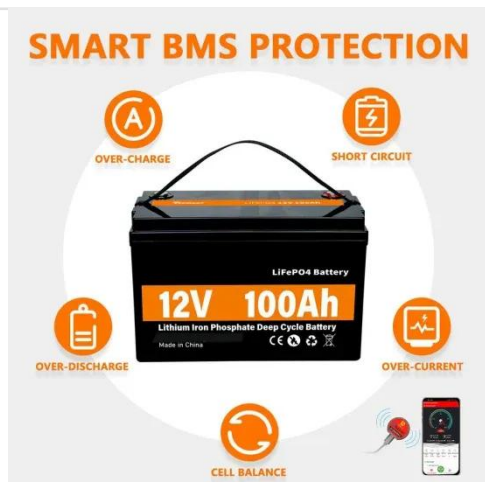 SMART BMS PROTECTION
OVER-CHARGE
SHORT CIRCUIT
LiFePO4 Battery
12V 100Ah
Lithium Iron Phosphate Deep Cycle Battery
Made in China
OVER-DISCHARGE
OVER-CURRENT
CELL BALANCE